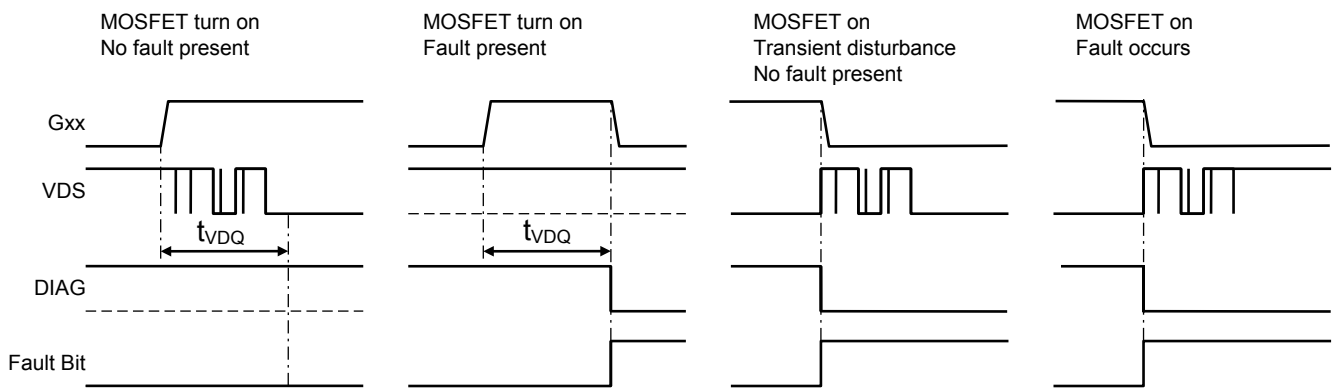 MOSFET turn on
No fault present
MOSFET turn on
Fault present
MOSFET on
Transient disturbance
No fault present
MOSFET on
Fault occurs
Gxx
VDS
tVDQ
tVDQ
DIAG
Fault Bit